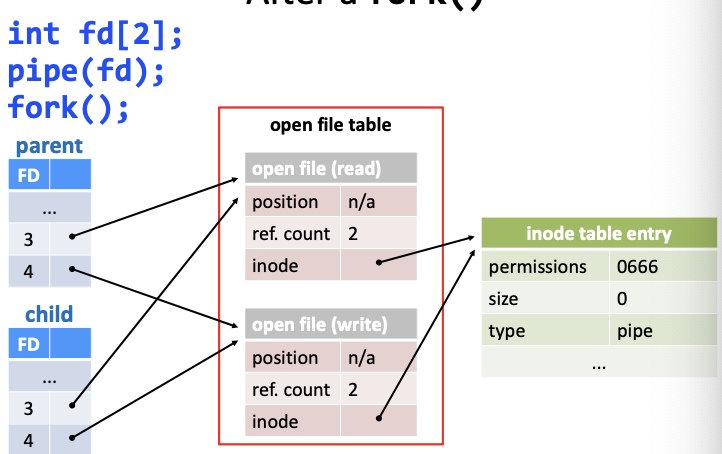 After a fork()
int fd[2];
pipe(fd);
fork();
parent
FD
...
3
4
child
FD
...
3
4
open file table
open file (read)
position n/a
ref. count 2
inode
open file (write)
position n/a
ref. count 2
inode
inode table entry
permissions 0666
size 0
type pipe
...